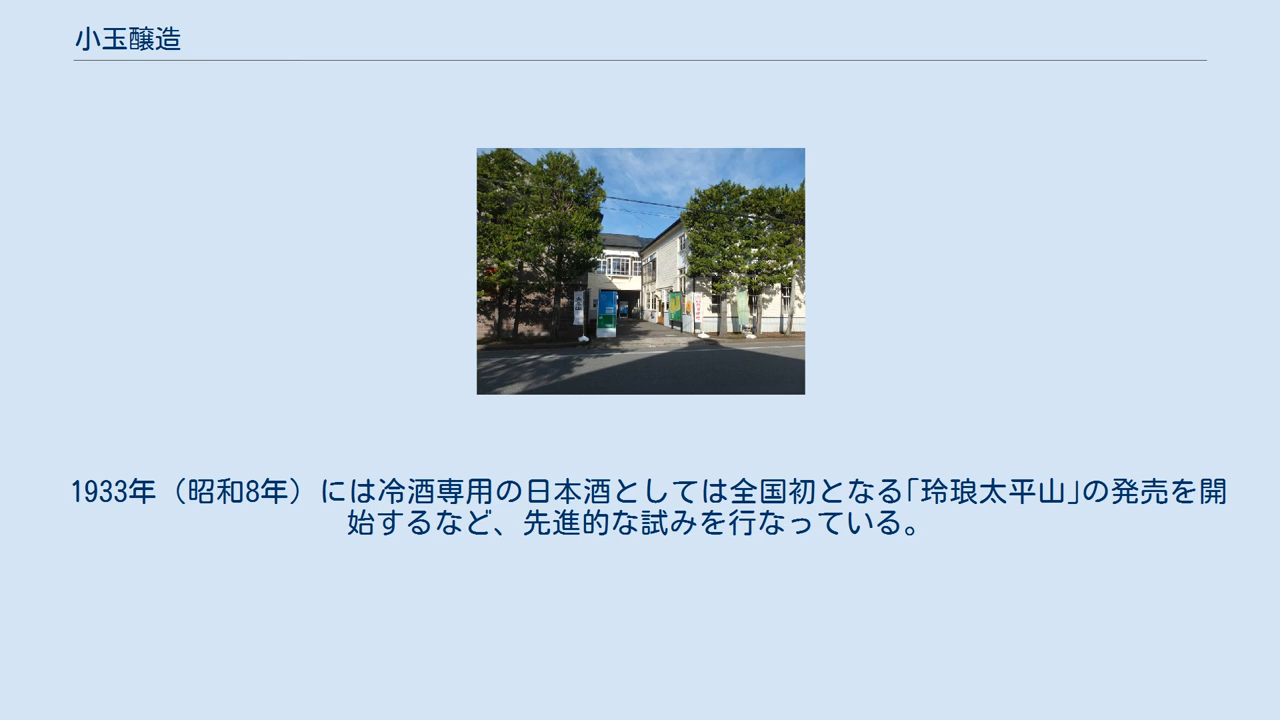 小玉醸造
1933年（昭和8年）には冷酒専用の日本酒としては全国初となる｢玲琅太平山｣の発売を開
始するなど、先進的な試みを行なっている。